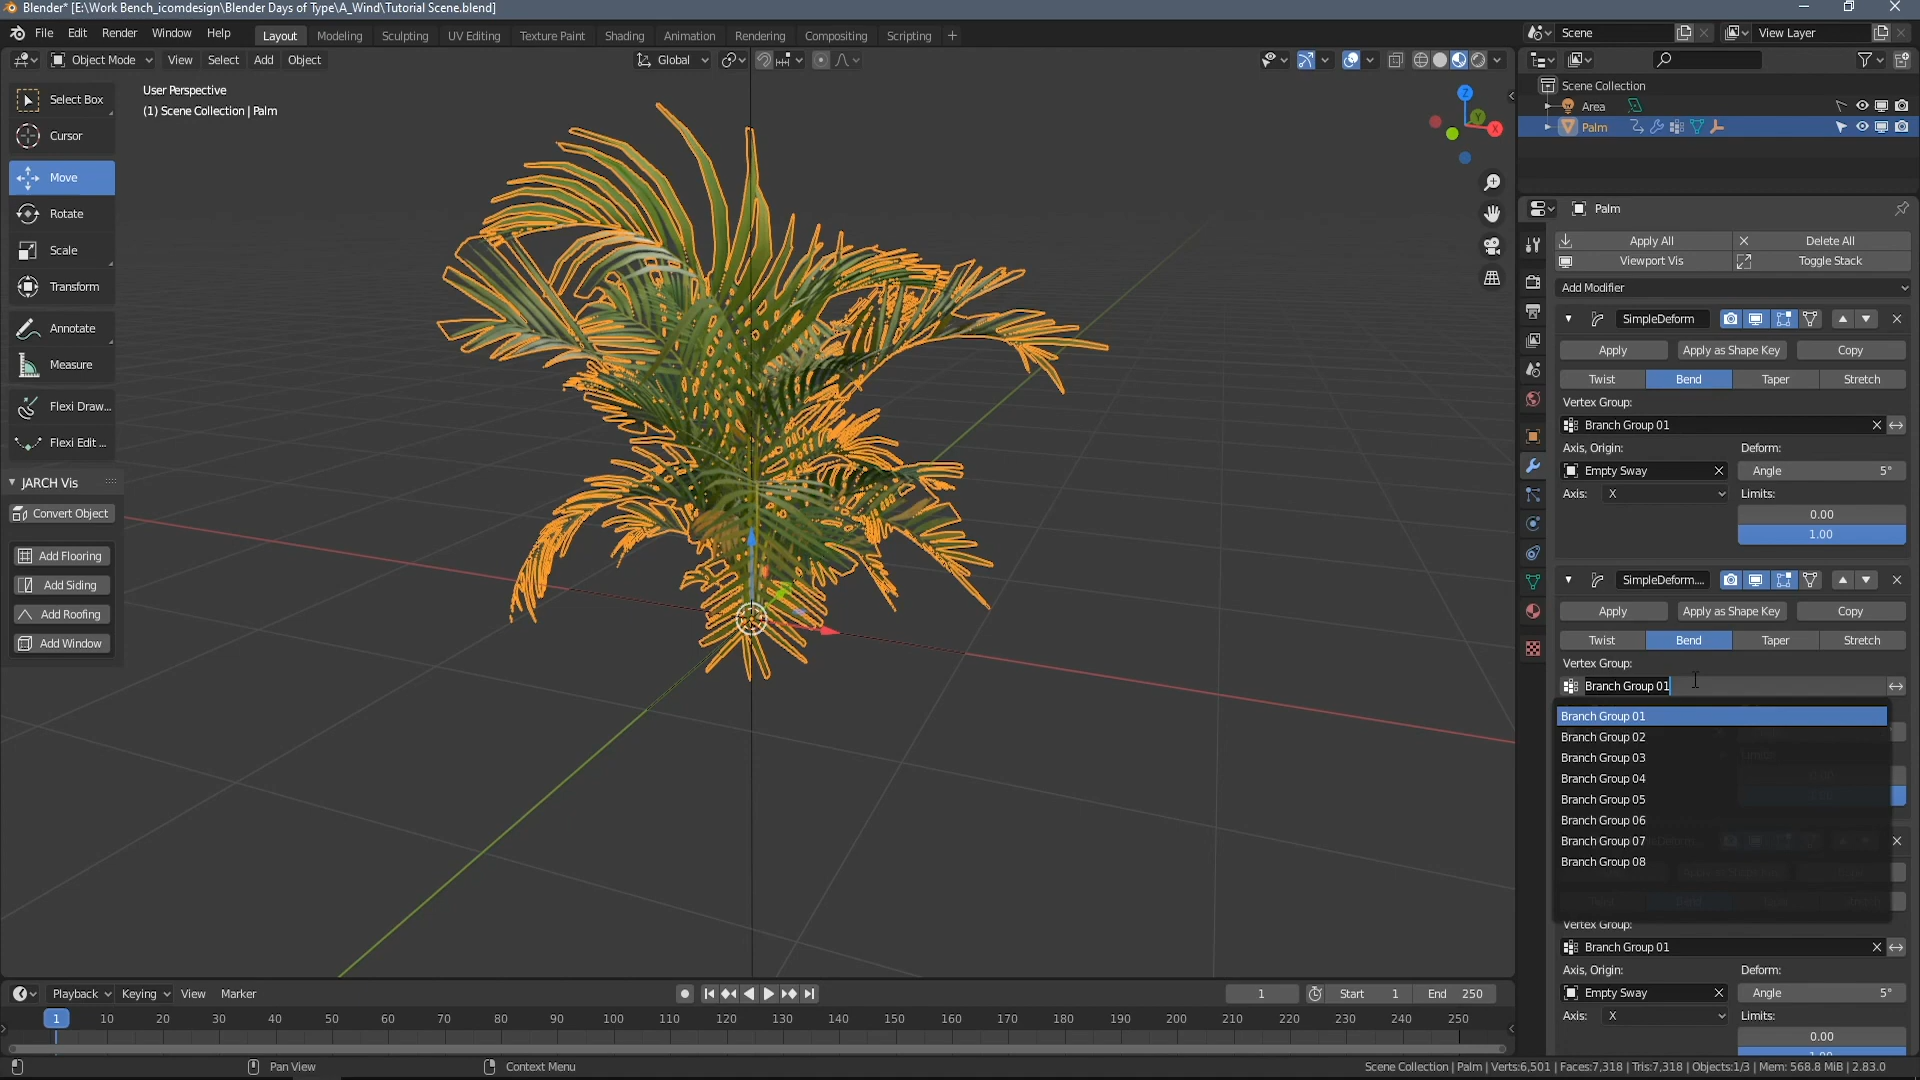 Blender* [E:\Work Bench_icomdesign\Blender Days of Type\A_Wind\Tutorial Scene.blend]
File Edit Render Window Help Layout Modeling Sculpting UV Editing Texture Paint Shading Animation Rendering Compositing Scripting + Scene View Layer
Object Mode View Select Add Object Global
User Perspective
(1) Scene Collection | Palm
Select Box
Cursor
Move
Rotate
Scale
Transform
Annotate
Measure
Flexi Draw...
Flexi Edit ...
JARCH Vis
Convert Object
Add Flooring
Add Siding
Add Roofing
Add Window
Z
Y
X
Scene Collection
Area
Palm
Palm
Apply All Delete All
Viewport Vis Toggle Stack
Add Modifier
SimpleDeform
Apply Apply as Shape Key Copy
Twist Bend Taper Stretch
Vertex Group:
Branch Group 01
Axis, Origin: Deform:
Empty Sway Angle 5°
Axis: X Limits:
0.00
1.00
SimpleDeform....
Apply Apply as Shape Key Copy
Twist Bend Taper Stretch
Vertex Group:
Branch Group 01
Branch Group 01
Branch Group 02
Branch Group 03
Branch Group 04
Branch Group 05
Branch Group 06
Branch Group 07
Branch Group 08
Vertex Group:
Branch Group 01
Axis, Origin: Deform:
Empty Sway Angle 5°
Axis: X Limits:
0.00
1.00
Playback Keying View Marker 1 Start 1 End 250
1 10 20 30 40 50 60 70 80 90 100 110 120 130 140 150 160 170 180 190 200 210 220 230 240 250
Pan View Context Menu Scene Collection | Palm | Verts:6,501 | Faces:7,318 | Tris:7,318 | Objects:1/3 | Mem: 568.8 MiB | 2.83.0